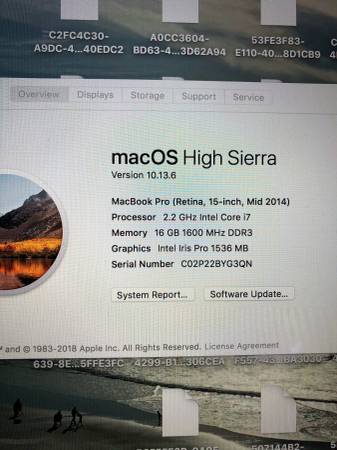 C2FC4C30-
A9DC-4...40EDC2
A0CC3604-
BD63-4...3D62A94
53FE3F83-
E110-40...8D1CB9
Overview
Displays
Storage
Support
Service
macOS High Sierra
Version 10.13.6
MacBook Pro (Retina, 15-inch, Mid 2014)
Processor 2.2 GHz Intel Core i7
Memory 16 GB 1600 MHz DDR3
Graphics Intel Iris Pro 1536 MB
Serial Number C02P22BYG3QN
System Report...
Software Update...
™ and © 1983-2018 Apple Inc. All Rights Reserved. License Agreement
639-8E...5FFE3FC
4299-B1...306CEA